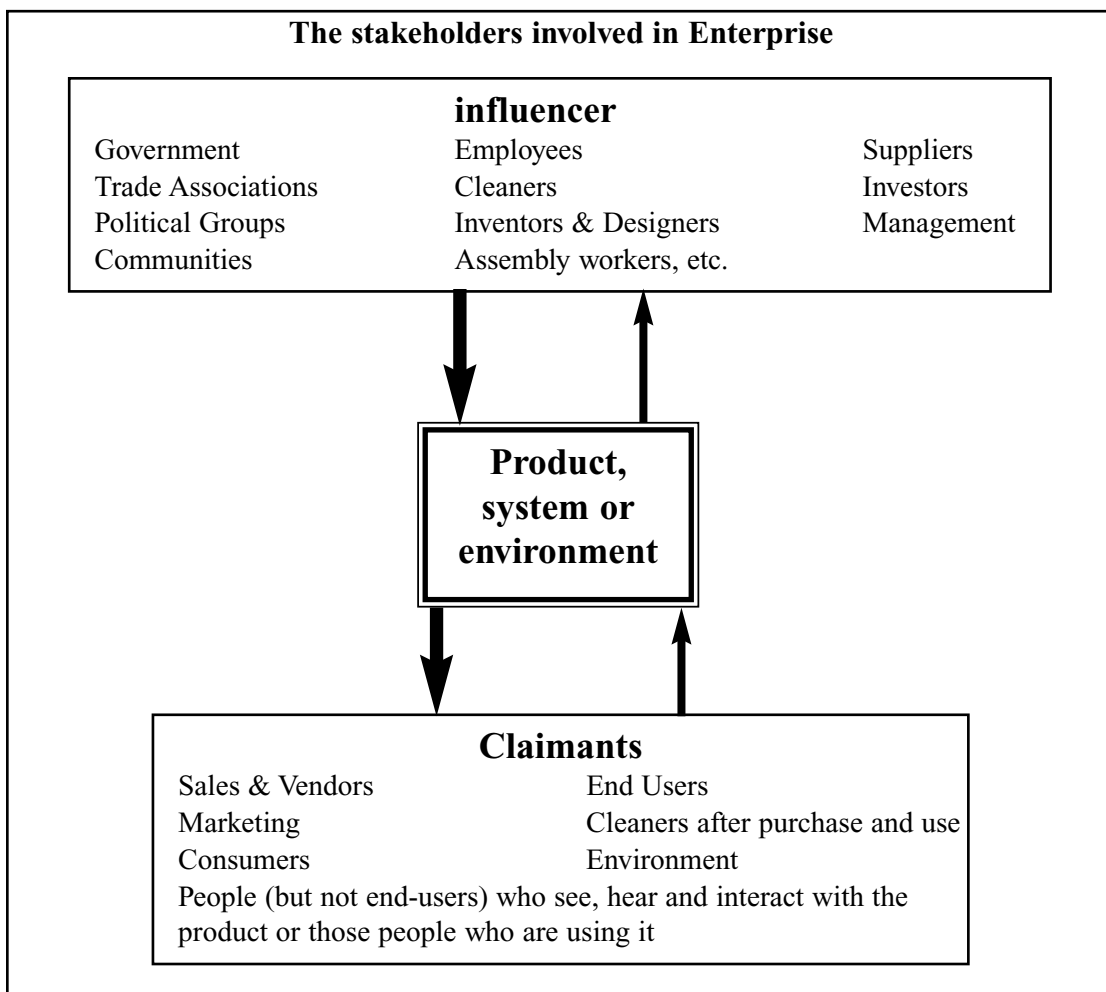 The stakeholders involved in Enterprise
influencer
Government Employees Suppliers
Trade Associations Cleaners Investors
Political Groups Inventors & Designers Management
Communities Assembly workers, etc.
Product,
system or
environment
Claimants
Sales & Vendors End Users
Marketing Cleaners after purchase and use
Consumers Environment
People (but not end-users) who see, hear and interact with the
product or those people who are using it